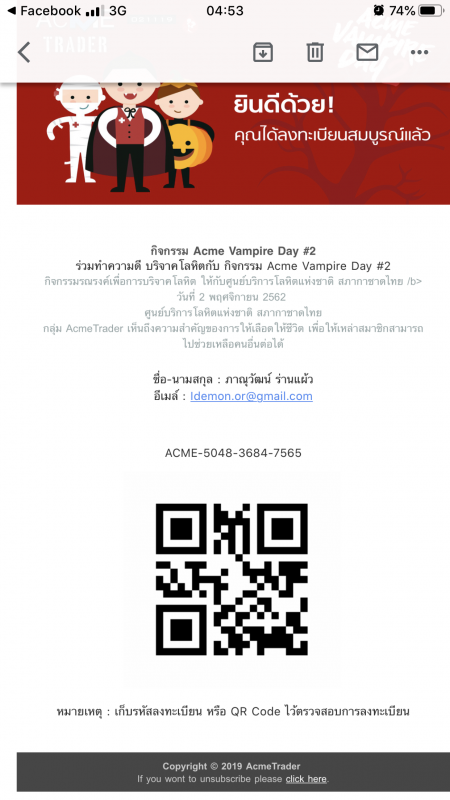 Facebook 3G 04:53 74%
TRADER
ACME
VAMPIRE
DAY
ยินดีด้วย!
คุณได้ลงทะเบียนสมบูรณ์แล้ว
กิจกรรม Acme Vampire Day #2
ร่วมทำความดี บริจาคโลหิตกับ กิจกรรม Acme Vampire Day #2
กิจกรรมรณรงค์เพื่อการบริจาคโลหิต ให้กับศูนย์บริการโลหิตแห่งชาติ สภากาชาดไทย /b>
วันที่ 2 พฤศจิกายน 2562
ศูนย์บริการโลหิตแห่งชาติ สภากาชาดไทย
กลุ่ม AcmeTrader เห็นถึงความสำคัญของการให้เลือดให้ชีวิต เพื่อให้เหล่าสมาชิกสามารถ
ไปช่วยเหลือคนอื่นต่อได้
ชื่อ-นามสกุล : ภาณุวัฒน์ ร่านแผ้ว
อีเมล์ : Idemon.or@gmail.com
ACME-5048-3684-7565
หมายเหตุ : เก็บรหัสลงทะเบียน หรือ QR Code ไว้ตรวจสอบการลงทะเบียน
Copyright © 2019 AcmeTrader
If you wont to unsubscribe please click here.